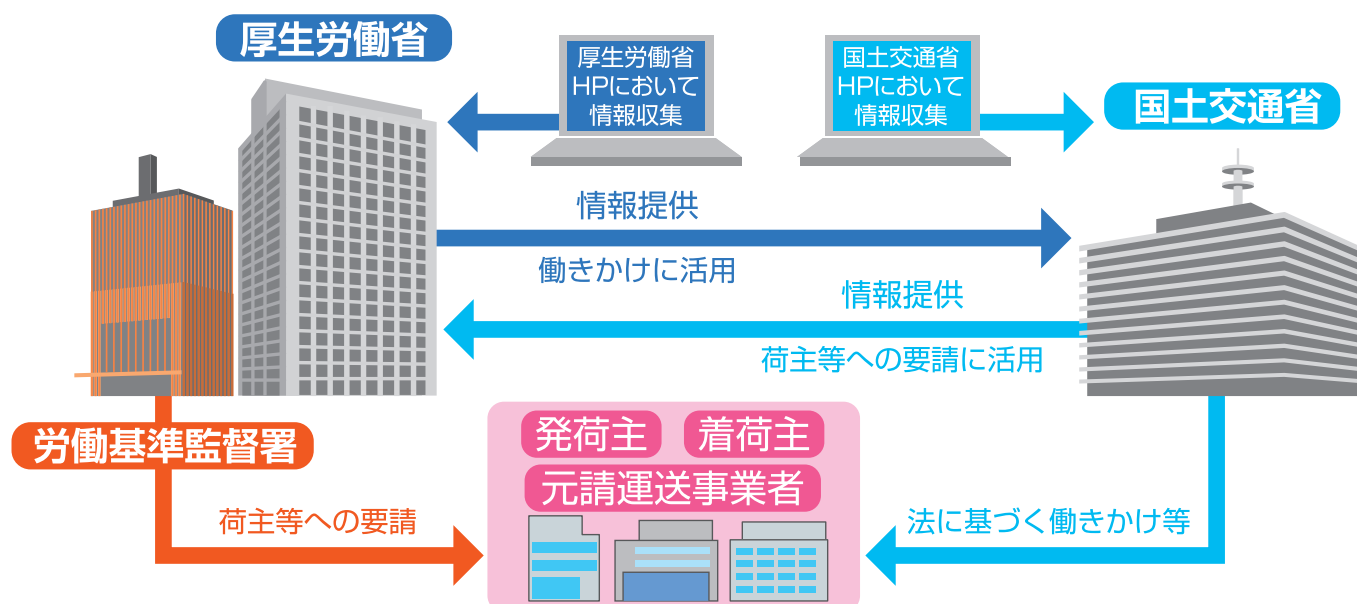 厚生労働省
厚生労働省
HPにおいて
情報収集
国土交通省
HPにおいて
情報収集
国土交通省
情報提供
働きかけに活用
情報提供
荷主等への要請に活用
労働基準監督署
発荷主
着荷主
元請運送事業者
荷主等への要請
法に基づく働きかけ等